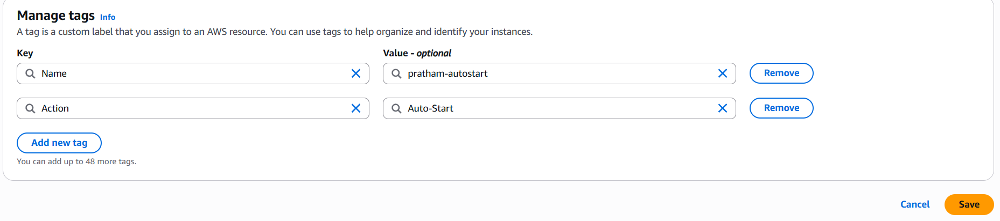 Manage tags Info
A tag is a custom label that you assign to an AWS resource. You can use tags to help organize and identify your instances.
Key Value - optional
Name pratham-autostart Remove
Action Auto-Start Remove
Add new tag
You can add up to 48 more tags.
Cancel Save